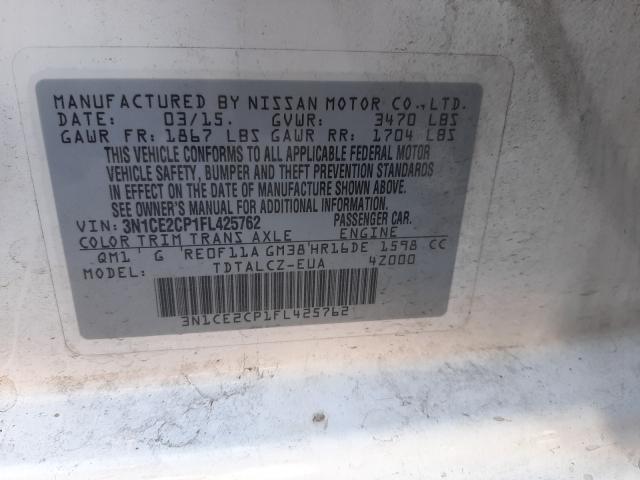 MANUFACTURED BY NISSAN MOTOR CO.,LTD.
DATE: 03/15. GVWR: 3470 LBS
GAWR FR: 1867 LBS GAWR RR: 1704 LBS
THIS VEHICLE CONFORMS TO ALL APPLICABLE FEDERAL MOTOR
VEHICLE SAFETY, BUMPER AND THEFT PREVENTION STANDARDS
IN EFFECT ON THE DATE OF MANUFACTURE SHOWN ABOVE.
SEE OWNER'S MANUAL FOR ADDITIONAL INFORMATION.
VIN: 3N1CE2CP1FL425762 PASSENGER CAR.
COLOR TRIM TRANS AXLE ENGINE
QM1 G RE0F11A GM38 HR16DE 1598 CC
MODEL: TDTALCZ-EUA 4Z000
3N1CE2CP1FL425762